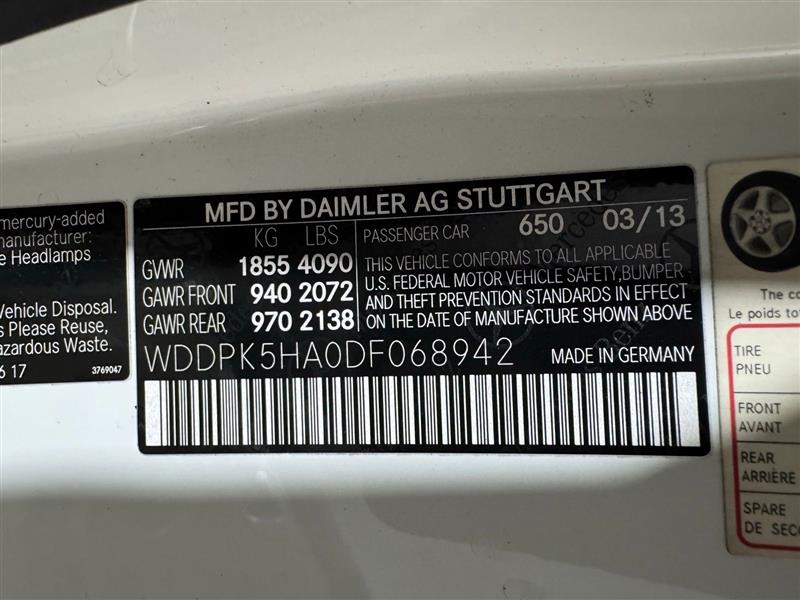 mercury-added
manufacturer:
e Headlamps
Vehicle Disposal.
s Please Reuse,
azardous Waste.
6 17
3769047
MFD BY DAIMLER AG STUTTGART
KG LBS
GVWR 1855 4090
GAWR FRONT 940 2072
GAWR REAR 970 2138
PASSENGER CAR 650 03/13
THIS VEHICLE CONFORMS TO ALL APPLICABLE
U.S. FEDERAL MOTOR VEHICLE SAFETY,BUMPER
AND THEFT PREVENTION STANDARDS IN EFFECT
ON THE DATE OF MANUFACTURE SHOWN ABOVE
WDDPK5HA0DF068942 MADE IN GERMANY
The co
Le poids tot
TIRE
PNEU
FRONT
AVANT
REAR
ARRIÈRE
SPARE
DE SECO